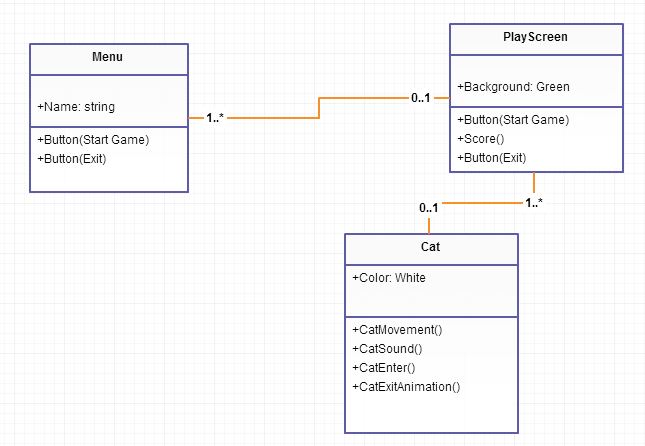 Menu
+Name: string
+Button(Start Game)
+Button(Exit)
1..*
0..1
PlayScreen
+Background: Green
+Button(Start Game)
+Score()
+Button(Exit)
1..*
0..1
Cat
+Color: White
+CatMovement()
+CatSound()
+CatEnter()
+CatExitAnimation()